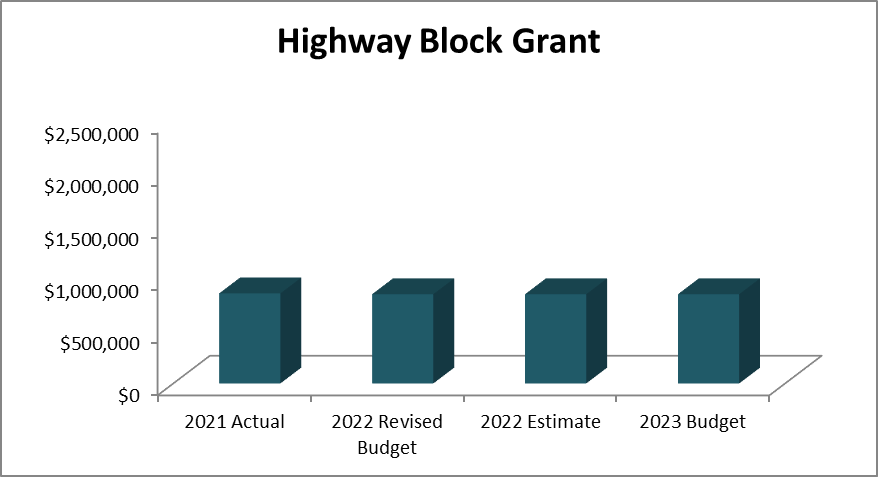 Highway Block Grant
$2,500,000
$2,000,000
$1,500,000
$1,000,000
$500,000
$0
2021 Actual
2022 Revised
Budget
2022 Estimate
2023 Budget